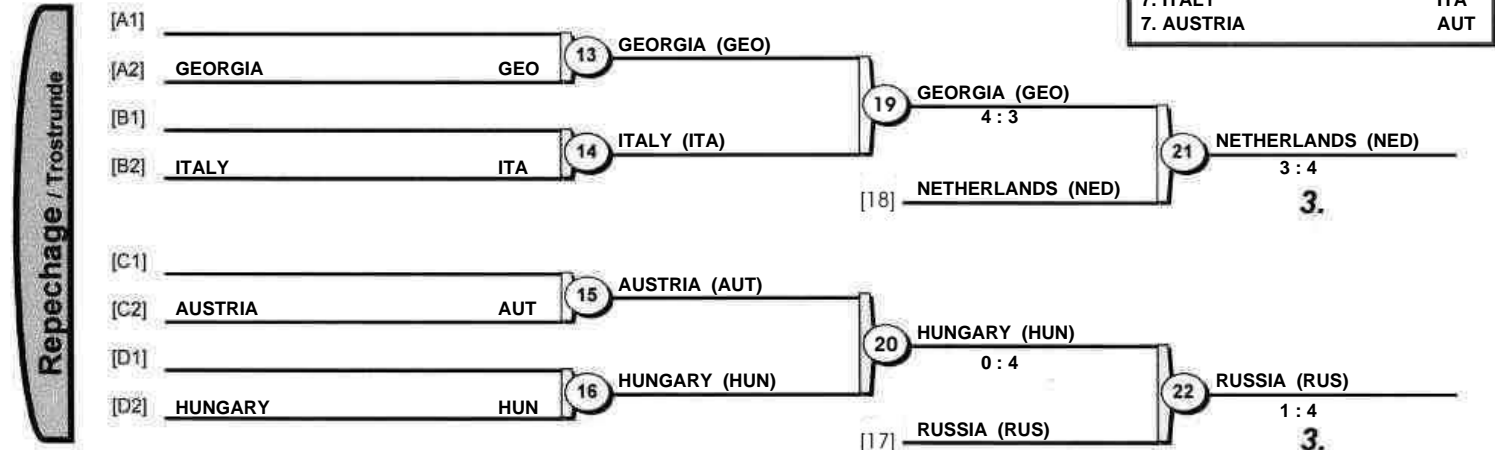 7. ITALY ITA
7. AUSTRIA AUT
Repechage / Trostrunde
[A1]
[A2] GEORGIA GEO
13
GEORGIA (GEO)
[B1]
[B2] ITALY ITA
14
ITALY (ITA)
19
GEORGIA (GEO)
4 : 3
[18] NETHERLANDS (NED)
21
NETHERLANDS (NED)
3 : 4
3.
[C1]
[C2] AUSTRIA AUT
15
AUSTRIA (AUT)
[D1]
[D2] HUNGARY HUN
16
HUNGARY (HUN)
20
HUNGARY (HUN)
0 : 4
[17] RUSSIA (RUS)
22
RUSSIA (RUS)
1 : 4
3.